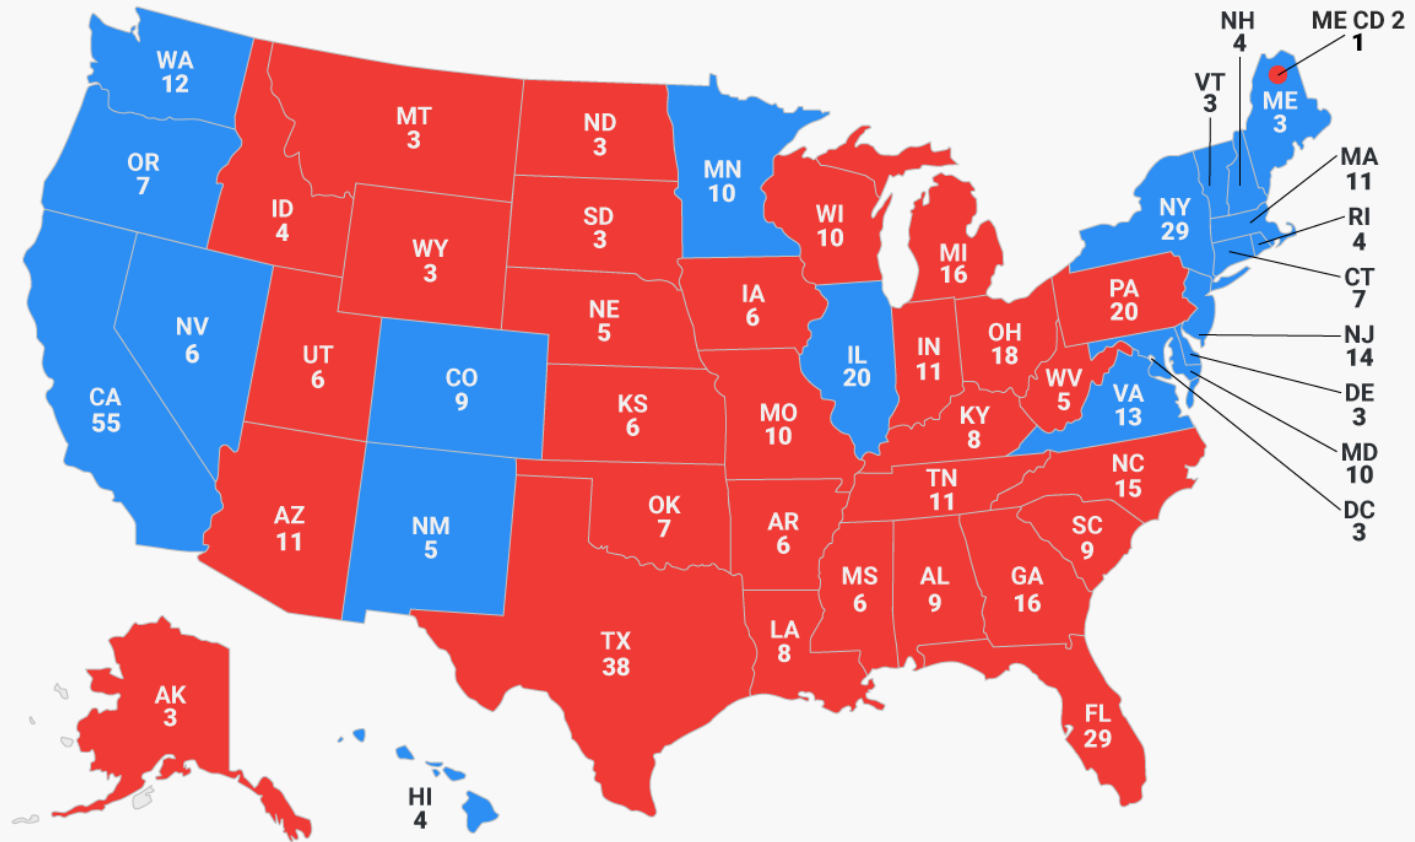 NH
4
ME CD 2
1
VT
3
WA
12
ME
3
MT
3
ND
3
OR
7
MN
10
MA
11
ID
4
SD
3
WI
10
NY
29
RI
4
WY
3
MI
16
CT
7
NV
6
NE
5
IA
6
PA
20
UT
6
CO
9
IL
20
IN
11
OH
18
NJ
14
CA
55
KS
6
MO
10
KY
8
WV
5
VA
13
DE
3
MD
10
AZ
11
NM
5
OK
7
AR
6
TN
11
NC
15
DC
3
SC
9
MS
6
AL
9
GA
16
TX
38
LA
8
AK
3
FL
29
HI
4